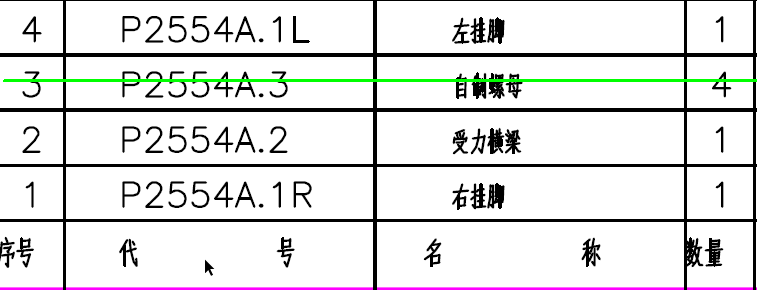 4 P2554A.1L 左挂脚 1
3 P2554A.3 自制螺母 4
2 P2554A.2 受力横梁 1
1 P2554A.1R 右挂脚 1
序号 代号 名称 数量